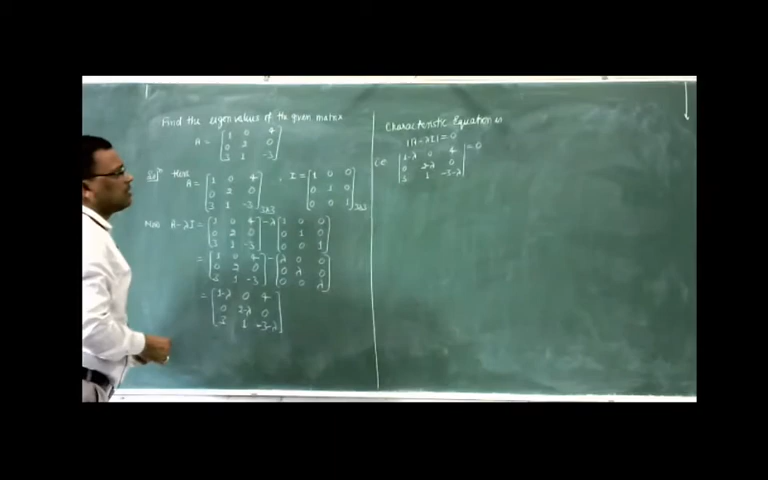 Find the eigen values of the given matrix
A = [1 0 4
0 2 0
3 1 -3]
Solⁿ Here
A = [1 0 4
0 2 0
3 1 -3]3x3 , I = [1 0 0
0 1 0
0 0 1]3x3
Now A-λI = [1 0 4
0 2 0
3 1 -3] - λ [1 0 0
0 1 0
0 0 1]
= [1 0 4
0 2 0
3 1 -3] - [λ 0 0
0 λ 0
0 0 λ]
= [1-λ 0 4
0 2-λ 0
3 1 -3-λ]
Characteristic Equation is
|A-λI| = 0
|1-λ 0 4
0 2-λ 0
3 1 -3-λ| = 0